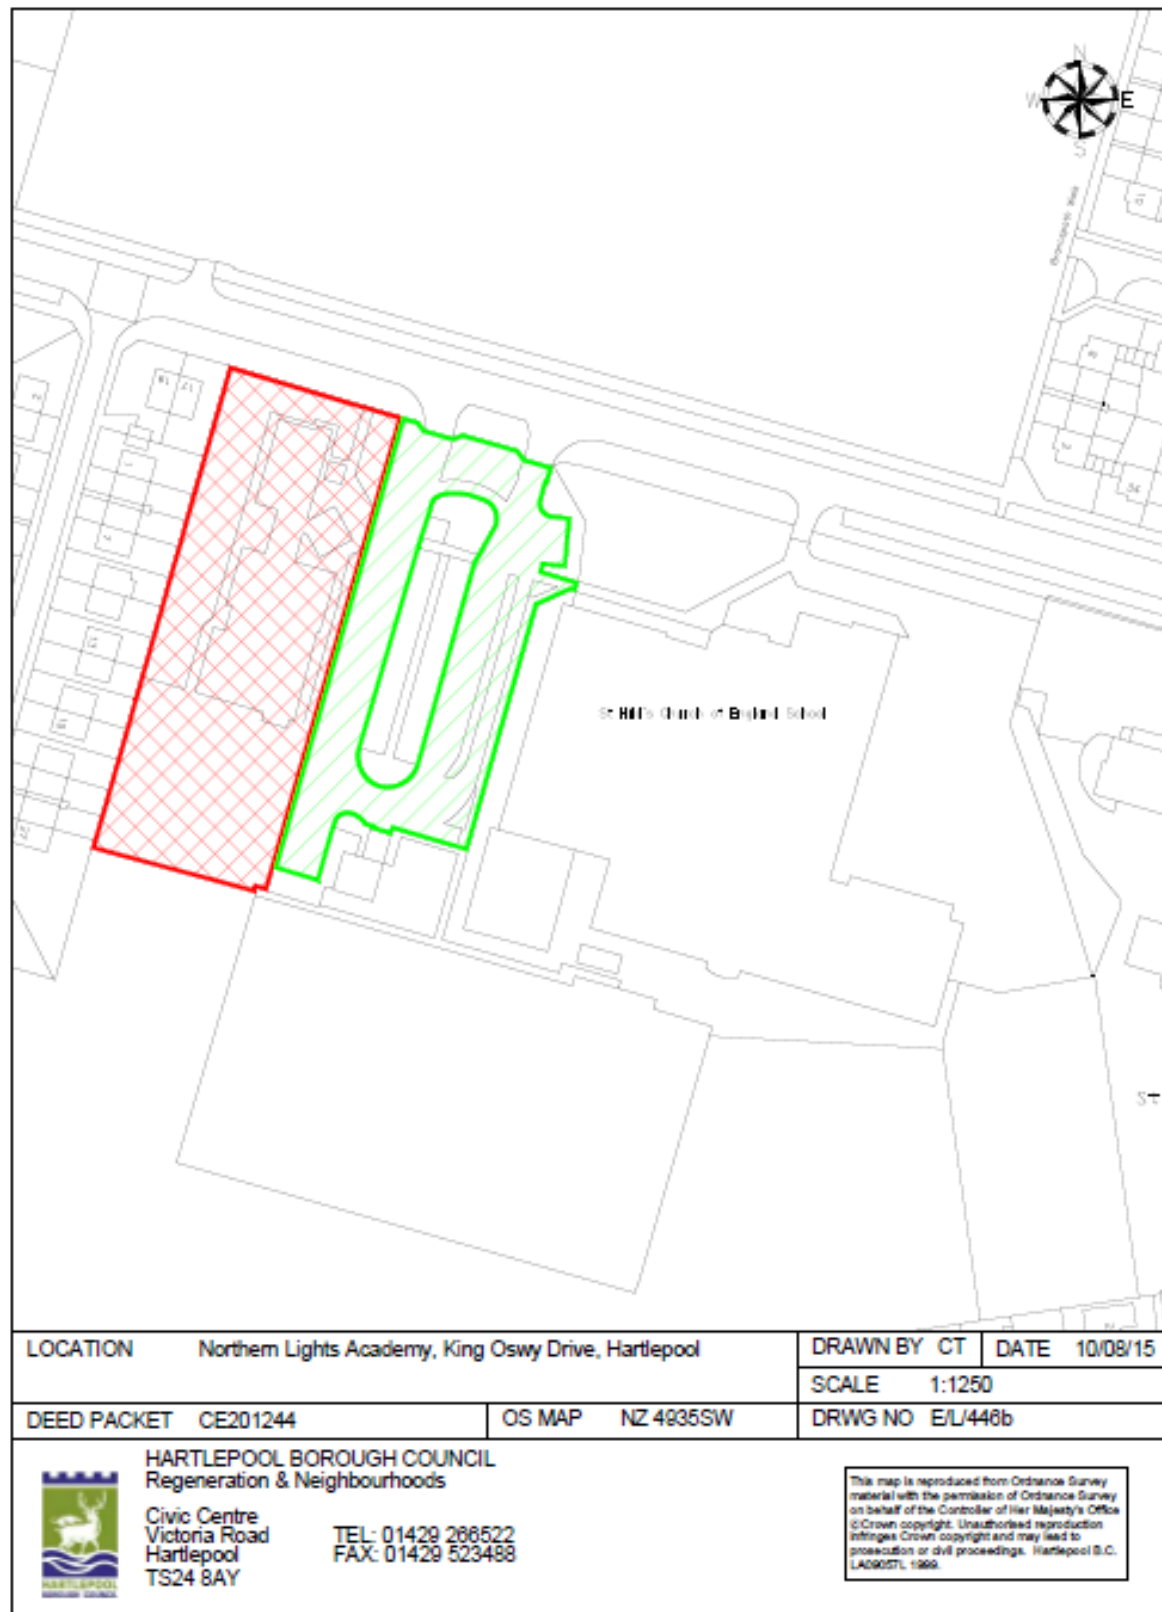 N
W
E
S
St Hild's Church of England School
St
LOCATION Northern Lights Academy, King Oswy Drive, Hartlepool
DRAWN BY CT
DATE 10/08/15
SCALE 1:1250
DEED PACKET CE201244
OS MAP NZ 4935SW
DRWG NO E/L/446b
HARTLEPOOL BOROUGH COUNCIL
Regeneration & Neighbourhoods
Civic Centre
Victoria Road TEL: 01429 266522
Hartlepool FAX: 01429 523488
TS24 8AY
HARTLEPOOL
BOROUGH COUNCIL
This map is reproduced from Ordnance Survey
material with the permission of Ordnance Survey
on behalf of the Controller of Her Majesty's Office
©Crown copyright. Unauthorised reproduction
infringes Crown copyright and may lead to
prosecution or civil proceedings. Hartlepool B.C.
LA09057L 1999.